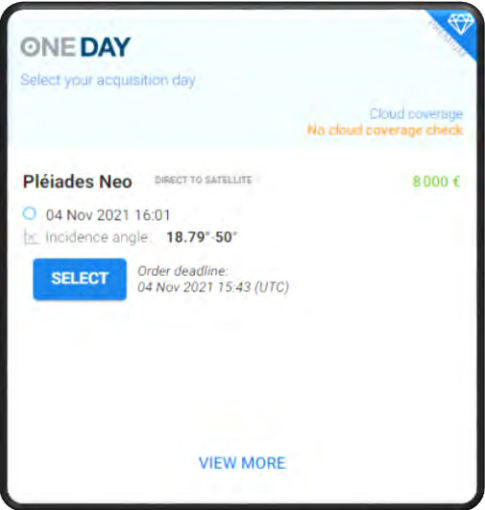 PREMIUM
ONE DAY
Select your acquisition day
Cloud coverage
No cloud coverage check
Pléiades Neo DIRECT TO SATELLITE 8 000 €
04 Nov 2021 16:01
Incidence angle: 18.79°-50°
SELECT
Order deadline:
04 Nov 2021 15:43 (UTC)
VIEW MORE